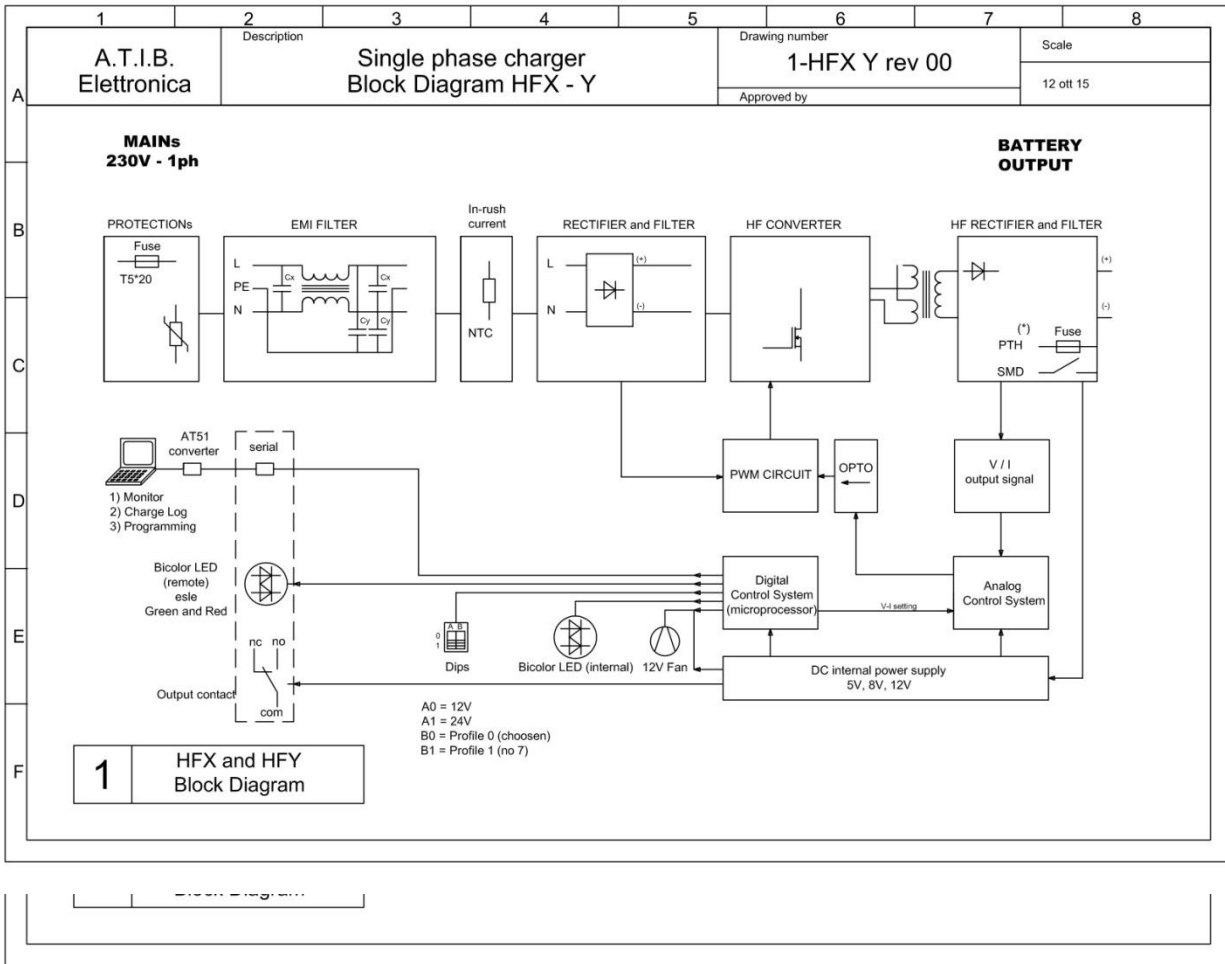 1 2 3 4 5 6 7 8
A.T.I.B.
Elettronica
Description
Single phase charger
Block Diagram HFX - Y
Drawing number
1-HFX Y rev 00
Approved by
Scale
12 ott 15
A
MAINs
230V - 1ph
BATTERY
OUTPUT
B
PROTECTIONs
Fuse
T5*20
EMI FILTER
L
PE
N
Cx
Cx
Cy
Cy
In-rush
current
NTC
RECTIFIER and FILTER
L
N
(+)
(-)
HF CONVERTER
HF RECTIFIER and FILTER
(+)
(-)
(*)
PTH
Fuse
SMD
C
D
AT51
converter
serial
1) Monitor
2) Charge Log
3) Programming
PWM CIRCUIT
OPTO
V / I
output signal
E
Bicolor LED
(remote)
esle
Green and Red
Digital
Control System
(microprocessor)
V-I setting
Analog
Control System
A B
0
1
Dips
Bicolor LED (internal)
12V Fan
DC internal power supply
5V, 8V, 12V
nc no
Output contact
com
A0 = 12V
A1 = 24V
B0 = Profile 0 (choosen)
B1 = Profile 1 (no 7)
F
1
HFX and HFY
Block Diagram
Block Diagram